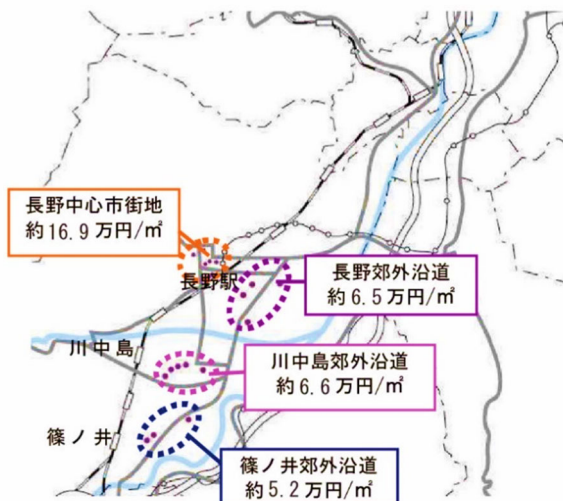 長野中心市街地
約16.9万円/㎡
長野駅
長野郊外沿道
約6.5万円/㎡
川中島
川中島郊外沿道
約6.6万円/㎡
篠ノ井
篠ノ井郊外沿道
約5.2万円/㎡